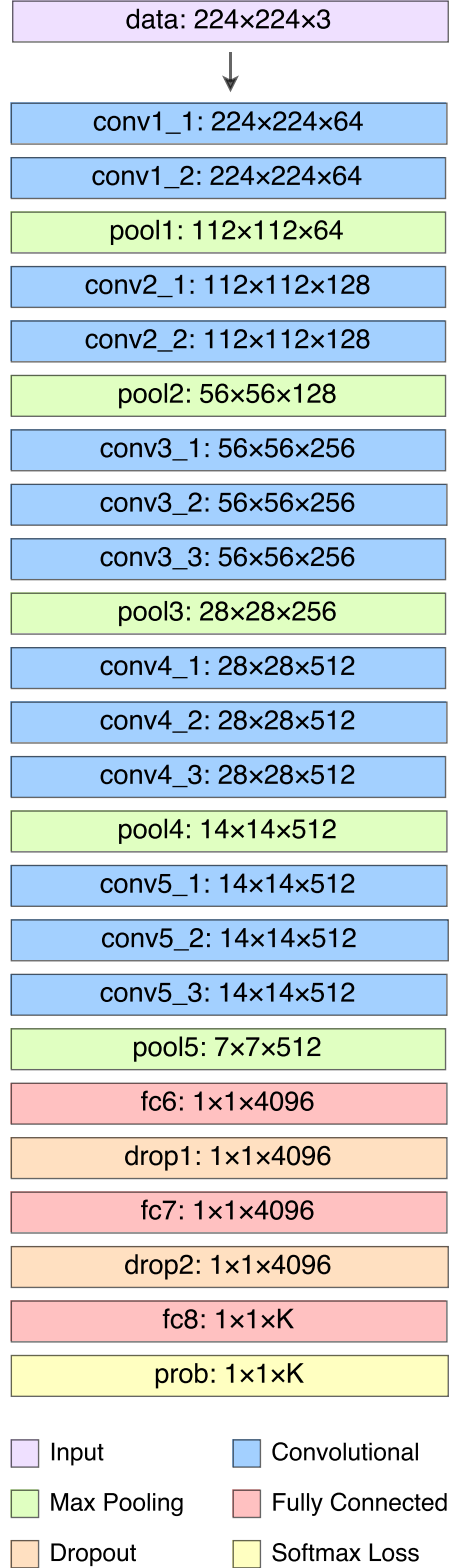 data: 224×224×3
conv1_1: 224×224×64
conv1_2: 224×224×64
pool1: 112×112×64
conv2_1: 112×112×128
conv2_2: 112×112×128
pool2: 56×56×128
conv3_1: 56×56×256
conv3_2: 56×56×256
conv3_3: 56×56×256
pool3: 28×28×256
conv4_1: 28×28×512
conv4_2: 28×28×512
conv4_3: 28×28×512
pool4: 14×14×512
conv5_1: 14×14×512
conv5_2: 14×14×512
conv5_3: 14×14×512
pool5: 7×7×512
fc6: 1×1×4096
drop1: 1×1×4096
fc7: 1×1×4096
drop2: 1×1×4096
fc8: 1×1×K
prob: 1×1×K
Input
Convolutional
Max Pooling
Fully Connected
Dropout
Softmax Loss